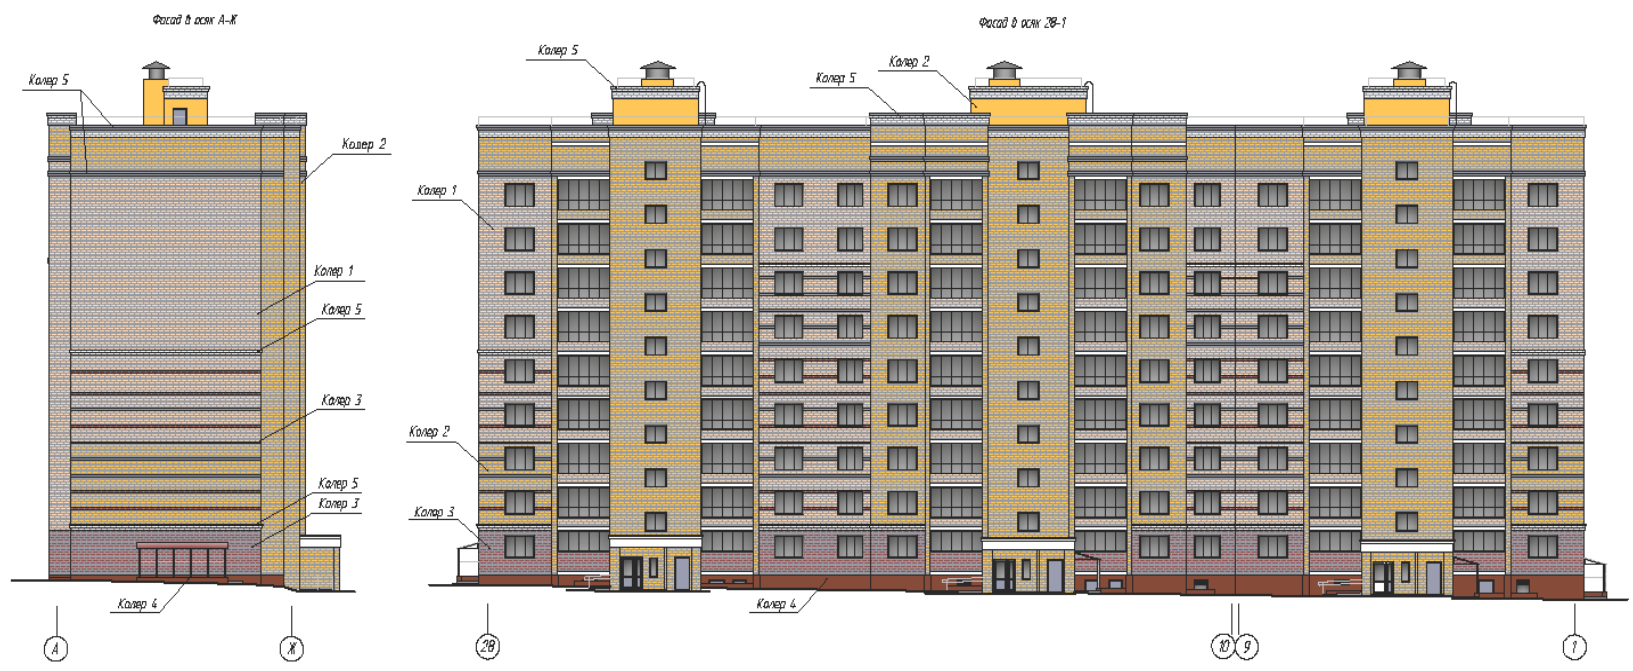 Фасад в осях А-Ж
Фасад в осях 28-1
Колер 5
Колер 2
Колер 5
Колер 5
Колер 2
Колер 1
Колер 1
Колер 5
Колер 3
Колер 2
Колер 5
Колер 3
Колер 3
Колер 4
Колер 4
А
Ж
28
10
9
1